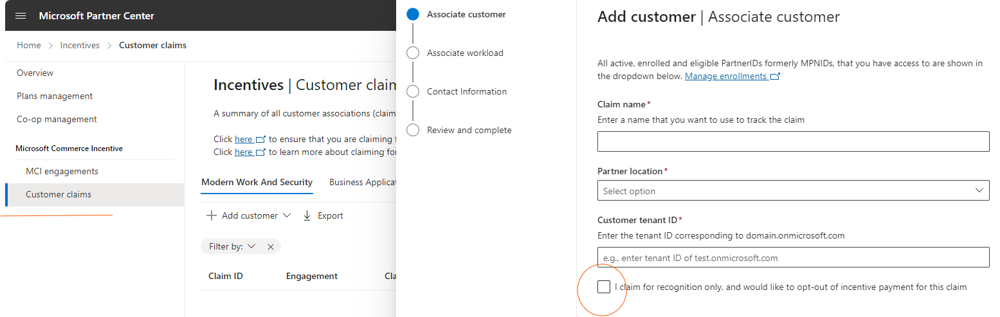 Microsoft Partner Center
Home > Incentives > Customer claims
Overview
Plans management
Co-op management
Microsoft Commerce Incentive
MCI engagements
Customer claims
Incentives | Customer claim
A summary of all customer associations (claim
Click here to ensure that you are claiming
Click here to learn more about claiming for
Modern Work And Security Business Applicat
Add customer Export
Filter by:
Claim ID Engagement Cla
Associate customer
Associate workload
Contact Information
Review and complete
Add customer | Associate customer
All active, enrolled and eligible PartnerIDs formerly MPNIDs, that you have access to are shown in
the dropdown below. Manage enrollments
Claim name*
Enter a name that you want to use to track the claim
Partner location*
Select option
Customer tenant ID*
Enter the tenant ID corresponding to domain.onmicrosoft.com
e.g., enter tenant ID of test.onmicrosoft.com
I claim for recognition only, and would like to opt-out of incentive payment for this claim